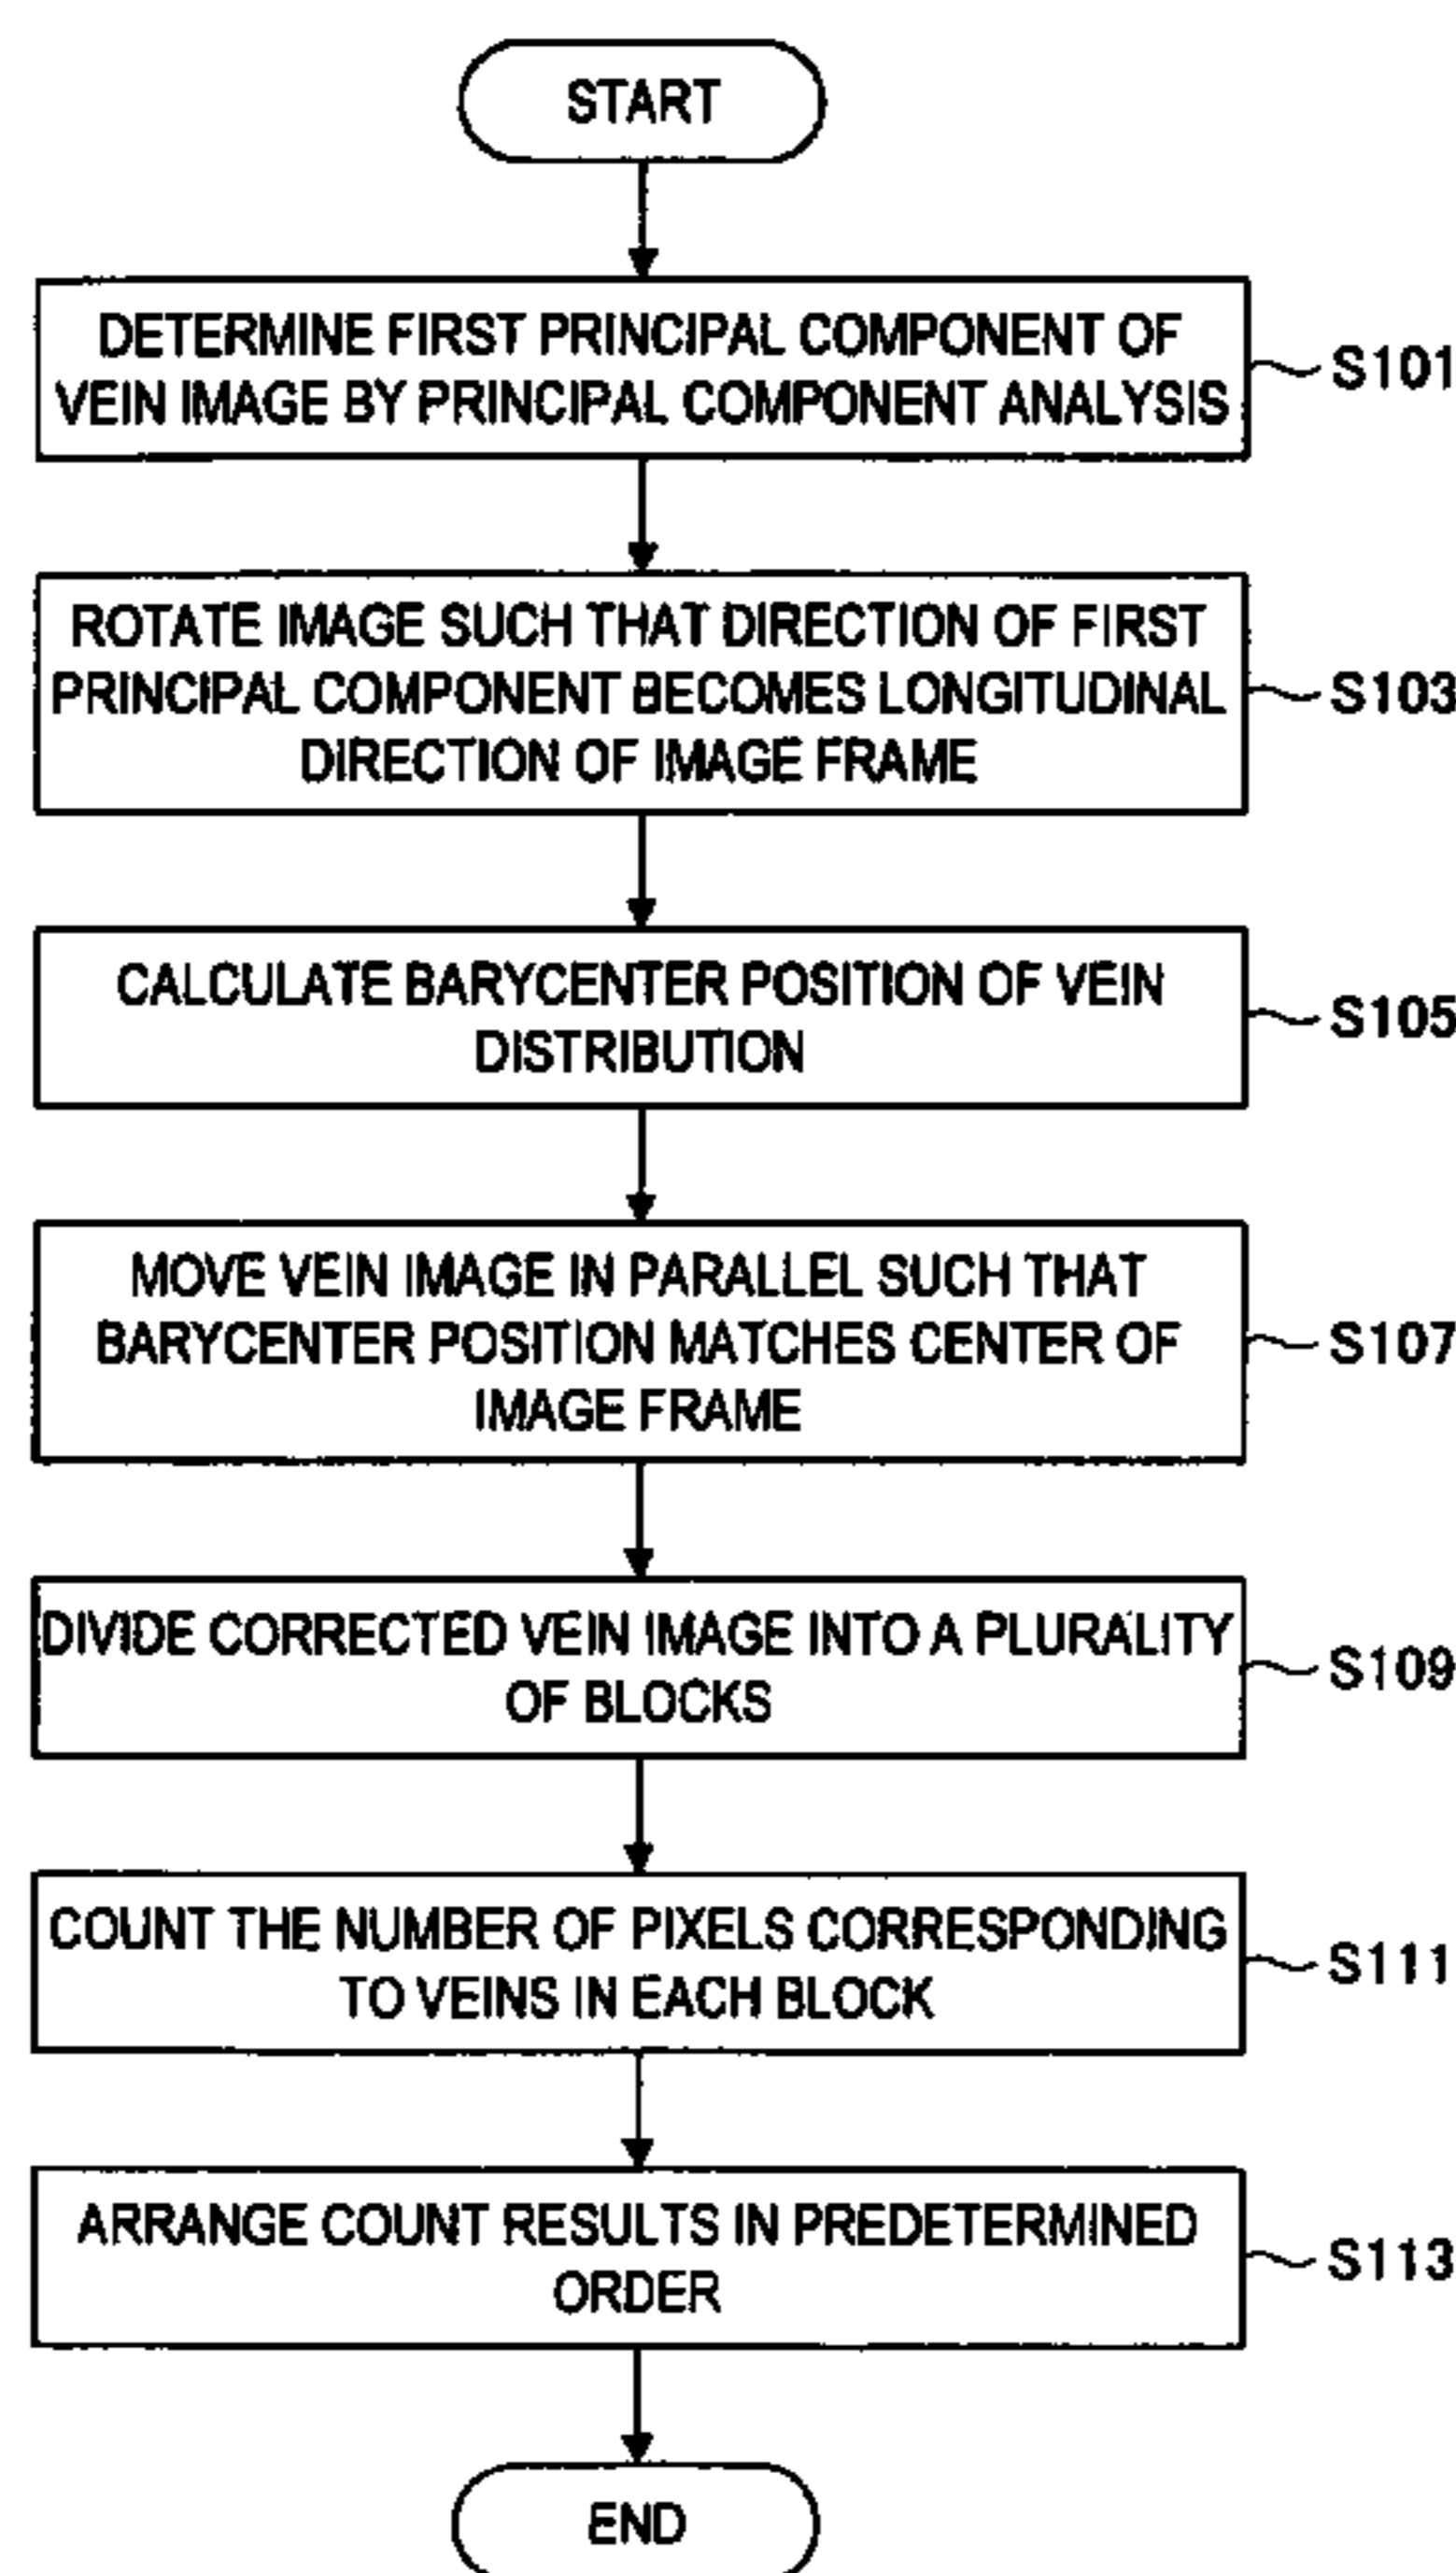 START
DETERMINE FIRST PRINCIPAL COMPONENT OF
VEIN IMAGE BY PRINCIPAL COMPONENT ANALYSIS
S101
ROTATE IMAGE SUCH THAT DIRECTION OF FIRST
PRINCIPAL COMPONENT BECOMES LONGITUDINAL
DIRECTION OF IMAGE FRAME
S103
CALCULATE BARYCENTER POSITION OF VEIN
DISTRIBUTION
S105
MOVE VEIN IMAGE IN PARALLEL SUCH THAT
BARYCENTER POSITION MATCHES CENTER OF
IMAGE FRAME
S107
DIVIDE CORRECTED VEIN IMAGE INTO A PLURALITY
OF BLOCKS
S109
COUNT THE NUMBER OF PIXELS CORRESPONDING
TO VEINS IN EACH BLOCK
S111
ARRANGE COUNT RESULTS IN PREDETERMINED
ORDER
S113
END